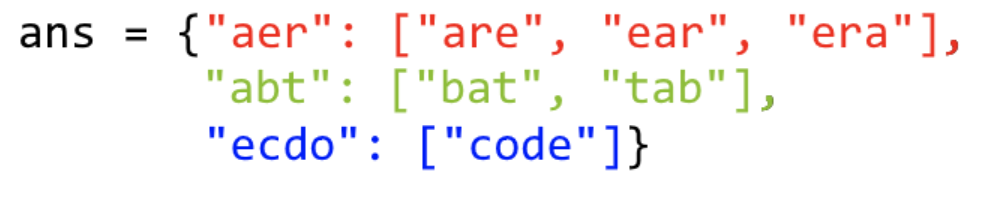 ans = {"aer": ["are", "ear", "era"],
"abt": ["bat", "tab"],
"ecdo": ["code"]}